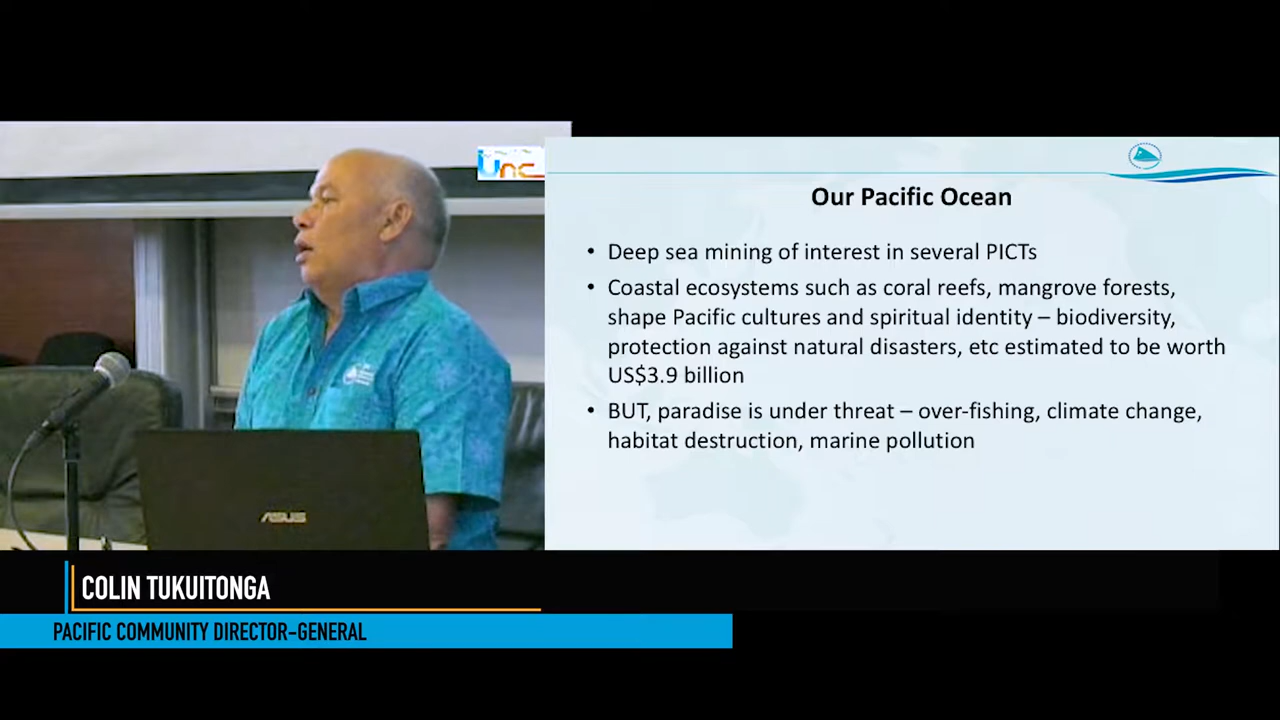 unc
Our Pacific Ocean
• Deep sea mining of interest in several PICTs
• Coastal ecosystems such as coral reefs, mangrove forests,
shape Pacific cultures and spiritual identity – biodiversity,
protection against natural disasters, etc estimated to be worth
US$3.9 billion
• BUT, paradise is under threat – over-fishing, climate change,
habitat destruction, marine pollution
ASUS
COLIN TUKUITONGA
PACIFIC COMMUNITY DIRECTOR-GENERAL